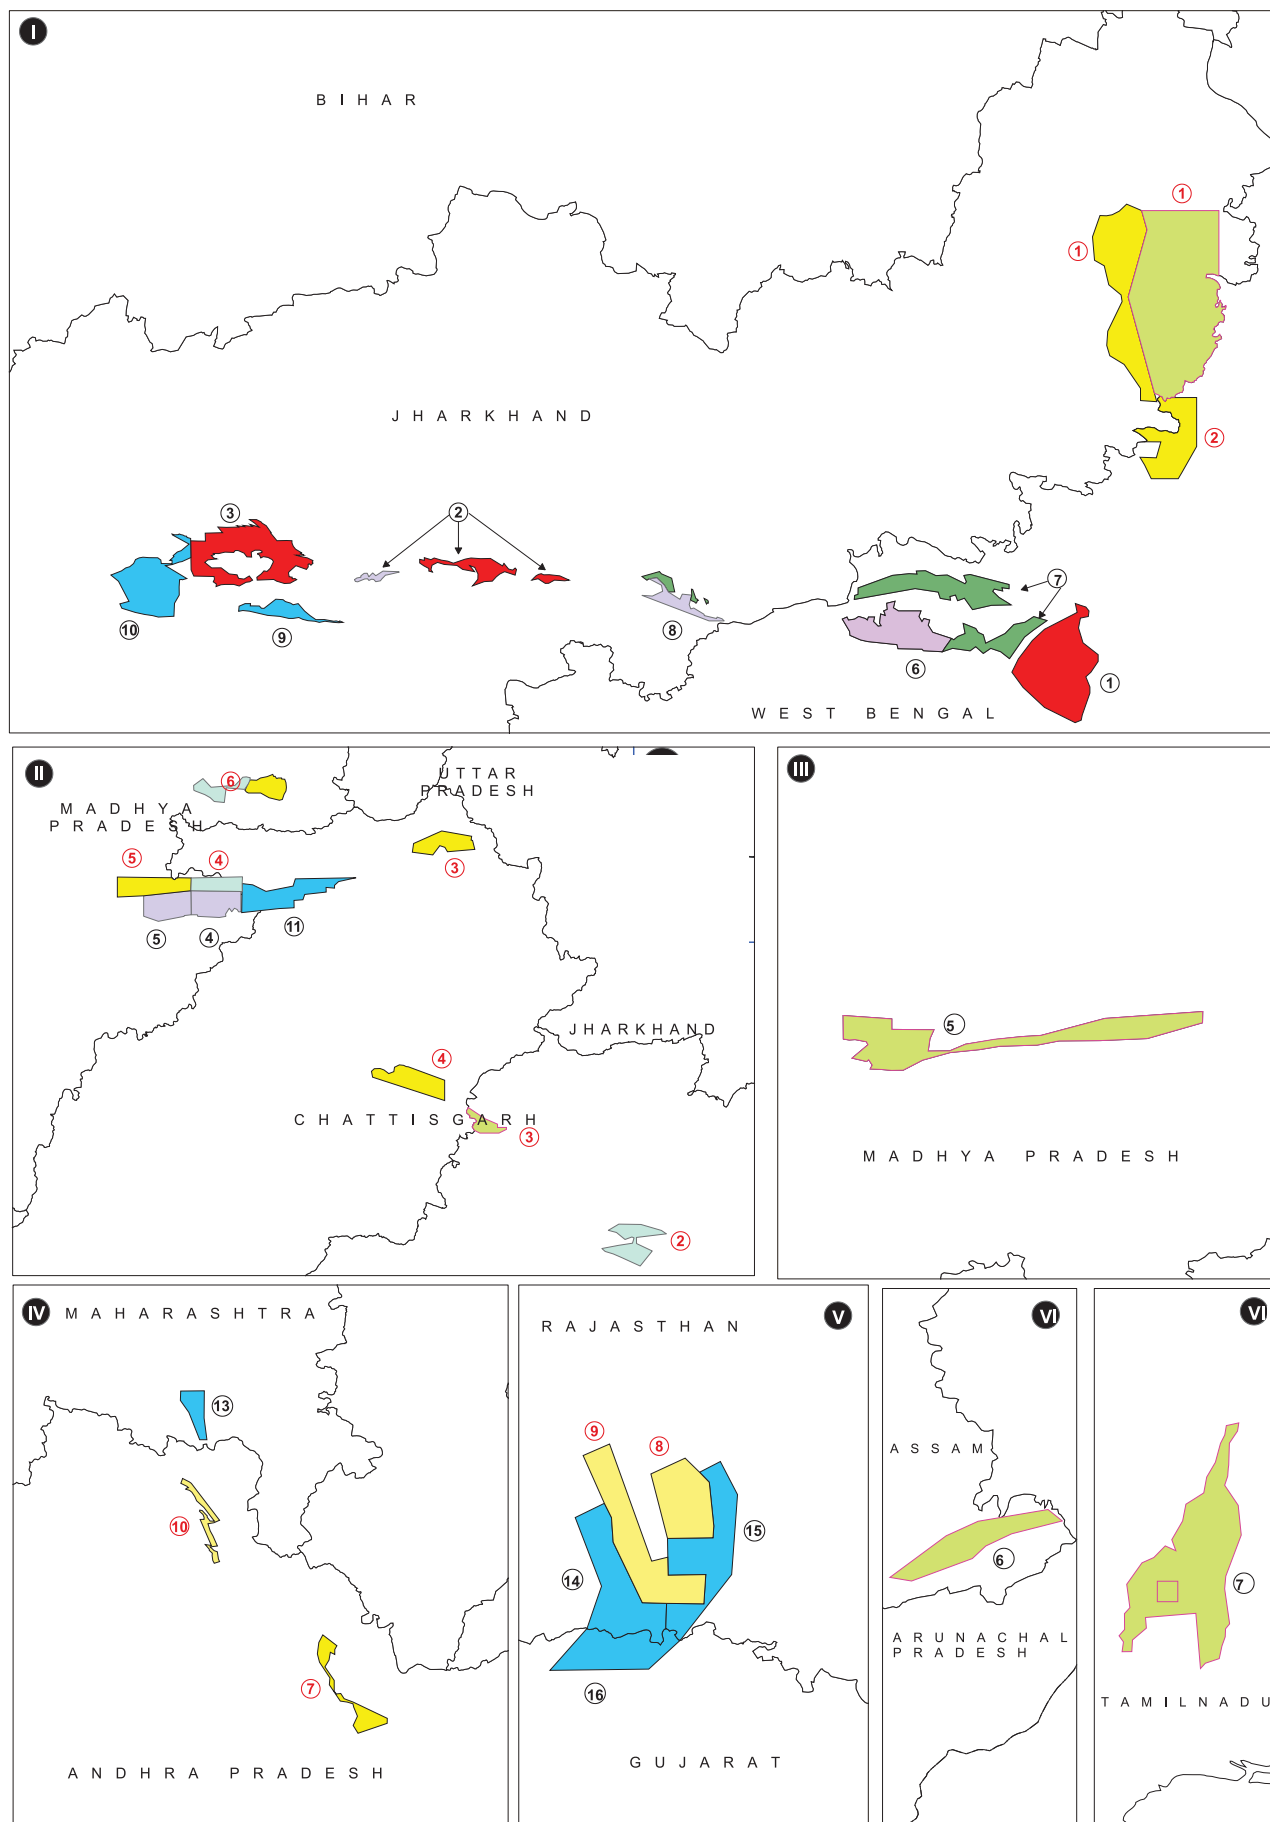 I
BIHAR
1
1
JHARKHAND
2
3
2
7
10
9
8
6
1
WEST BENGAL
II
6
UTTAR
PRADESH
MADHYA
PRADESH
5
4
3
5
4
11
JHARKHAND
4
CHATTISGARH
3
2
III
5
MADHYA PRADESH
IV
MAHARASHTRA
13
10
7
ANDHRA PRADESH
V
RAJASTHAN
9
8
15
14
16
GUJARAT
VI
ASSAM
6
ARUNACHAL
PRADESH
VI
7
TAMILNADU